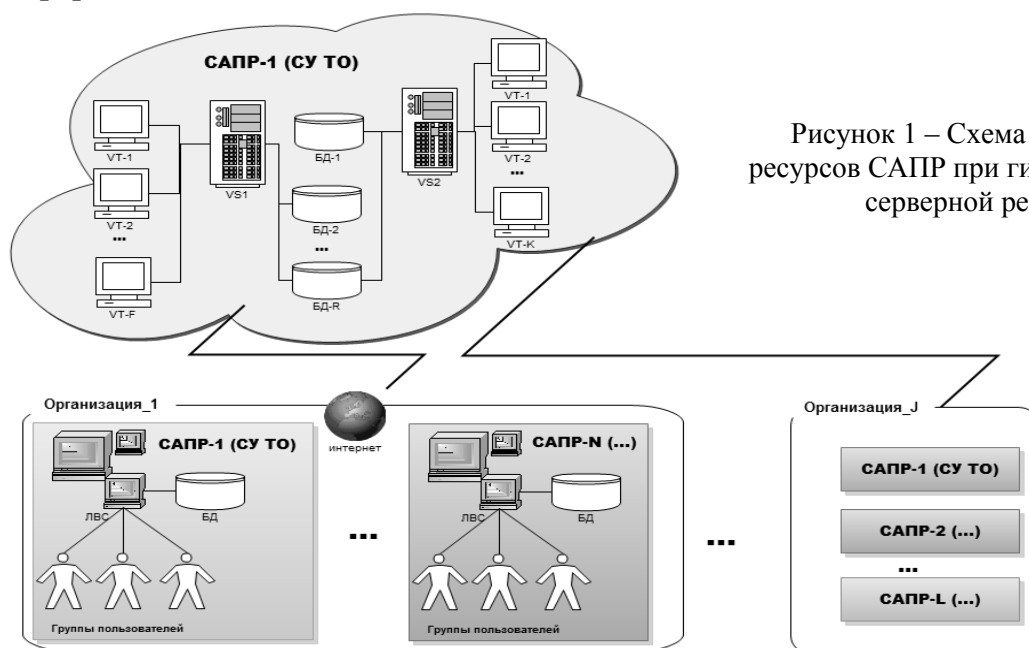 САПР-1 (СУ ТО)
VT-1
VT-2
...
VT-F
VS1
БД-1
БД-2
...
БД-R
VS2
VT-1
VT-2
...
VT-K
Рисунок 1 – Схема
ресурсов САПР при
серверной
Организация_1
САПР-1 (СУ ТО)
ЛВС
БД
Группы пользователей
интернет
...
САПР-N (...)
ЛВС
БД
Группы пользователей
...
Организация_J
САПР-1 (СУ ТО)
САПР-2 (...)
...
САПР-L (...)